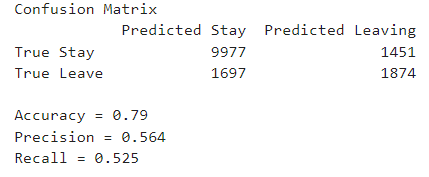 Confusion Matrix
Predicted Stay Predicted Leaving
True Stay 9977 1451
True Leave 1697 1874
Accuracy = 0.79
Precision = 0.564
Recall = 0.525